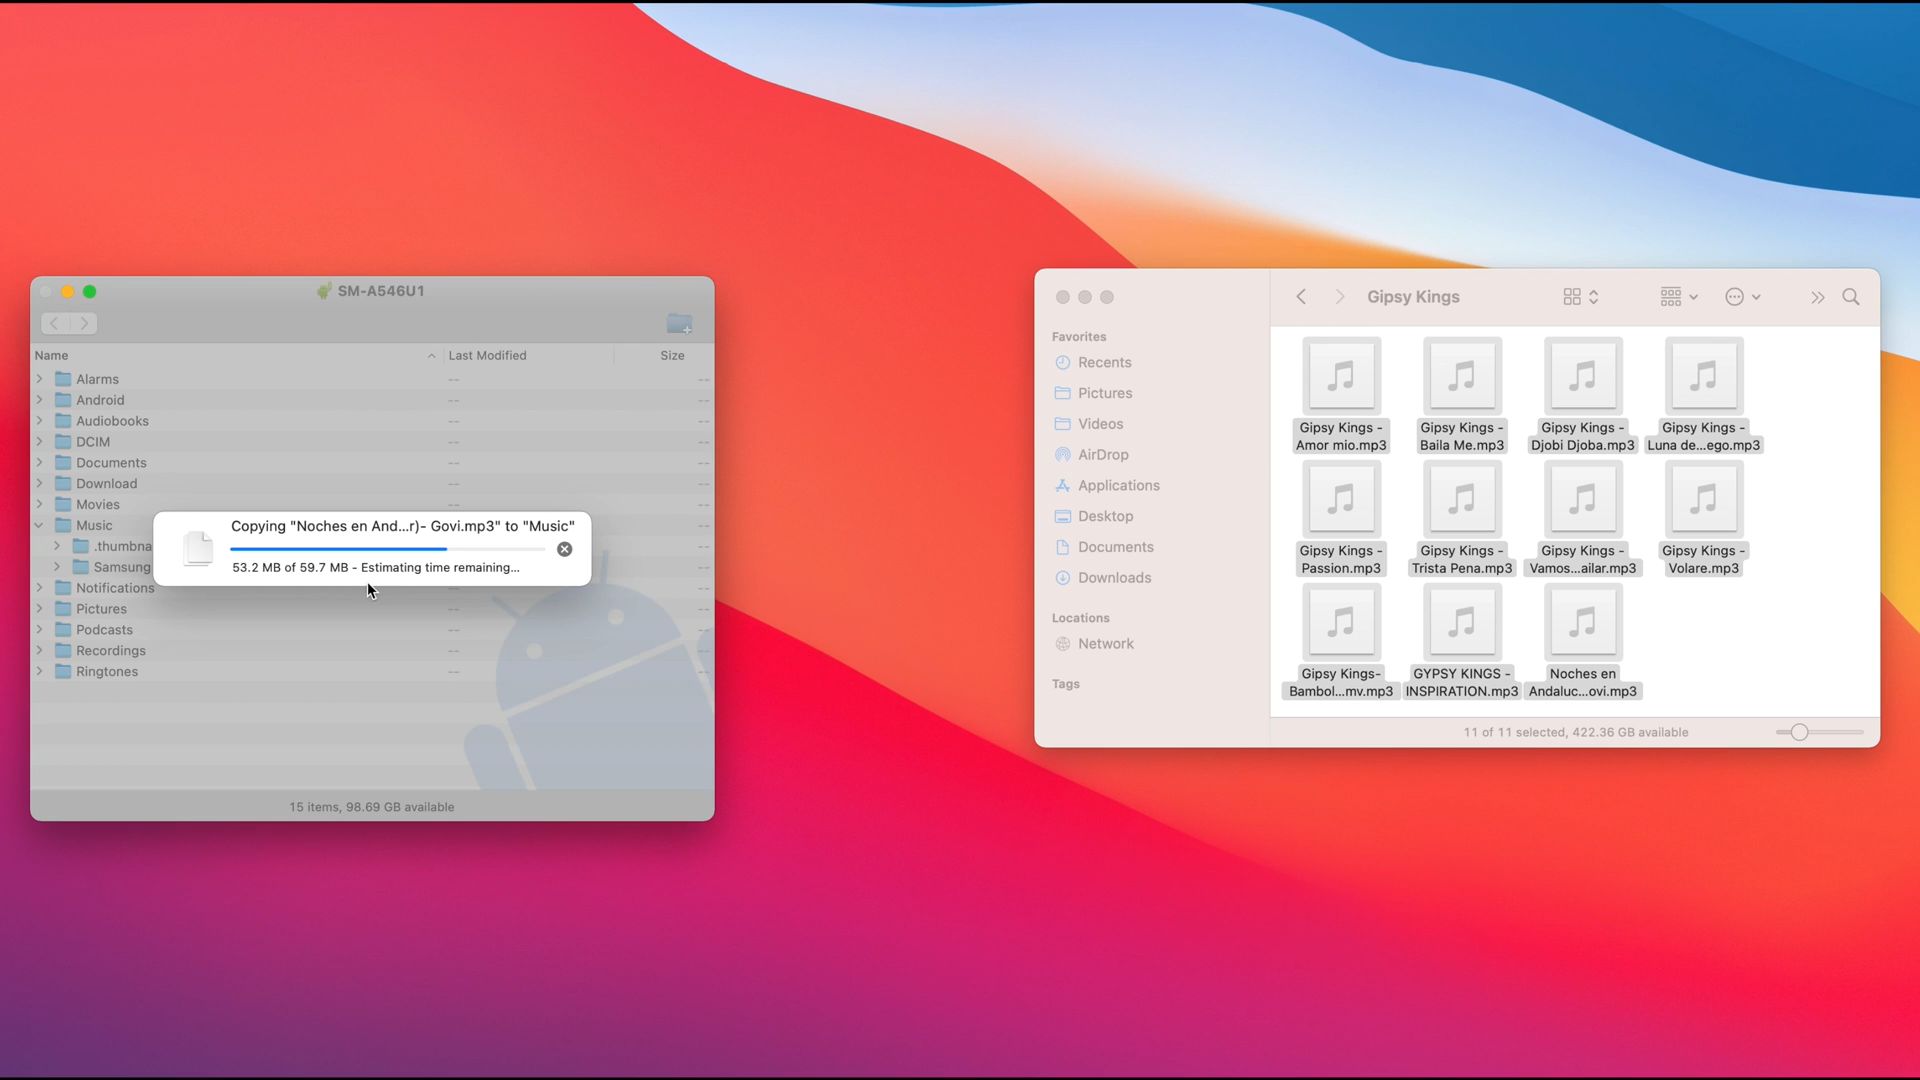 SM-A546U1
Name
Last Modified
Size
Alarms -- --
Android -- --
Audiobooks -- --
DCIM -- --
Documents -- --
Download -- --
Movies -- --
Music
.thumbna
Samsung
Notifications
Pictures -- --
Podcasts -- --
Recordings -- --
Ringtones -- --
Copying "Noches en And...r)- Govi.mp3" to "Music"
53.2 MB of 59.7 MB - Estimating time remaining...
15 items, 98.69 GB available
Gipsy Kings
Favorites
Recents
Pictures
Videos
AirDrop
Applications
Desktop
Documents
Downloads
Locations
Network
Tags
Gipsy Kings -
Amor mio.mp3
Gipsy Kings -
Baila Me.mp3
Gipsy Kings -
Djobi Djoba.mp3
Gipsy Kings -
Luna de...ego.mp3
Gipsy Kings -
Passion.mp3
Gipsy Kings -
Trista Pena.mp3
Gipsy Kings -
Vamos...ailar.mp3
Gipsy Kings -
Volare.mp3
Gipsy Kings-
Bambol...mv.mp3
GYPSY KINGS -
INSPIRATION.mp3
Noches en
Andaluc...ovi.mp3
11 of 11 selected, 422.36 GB available